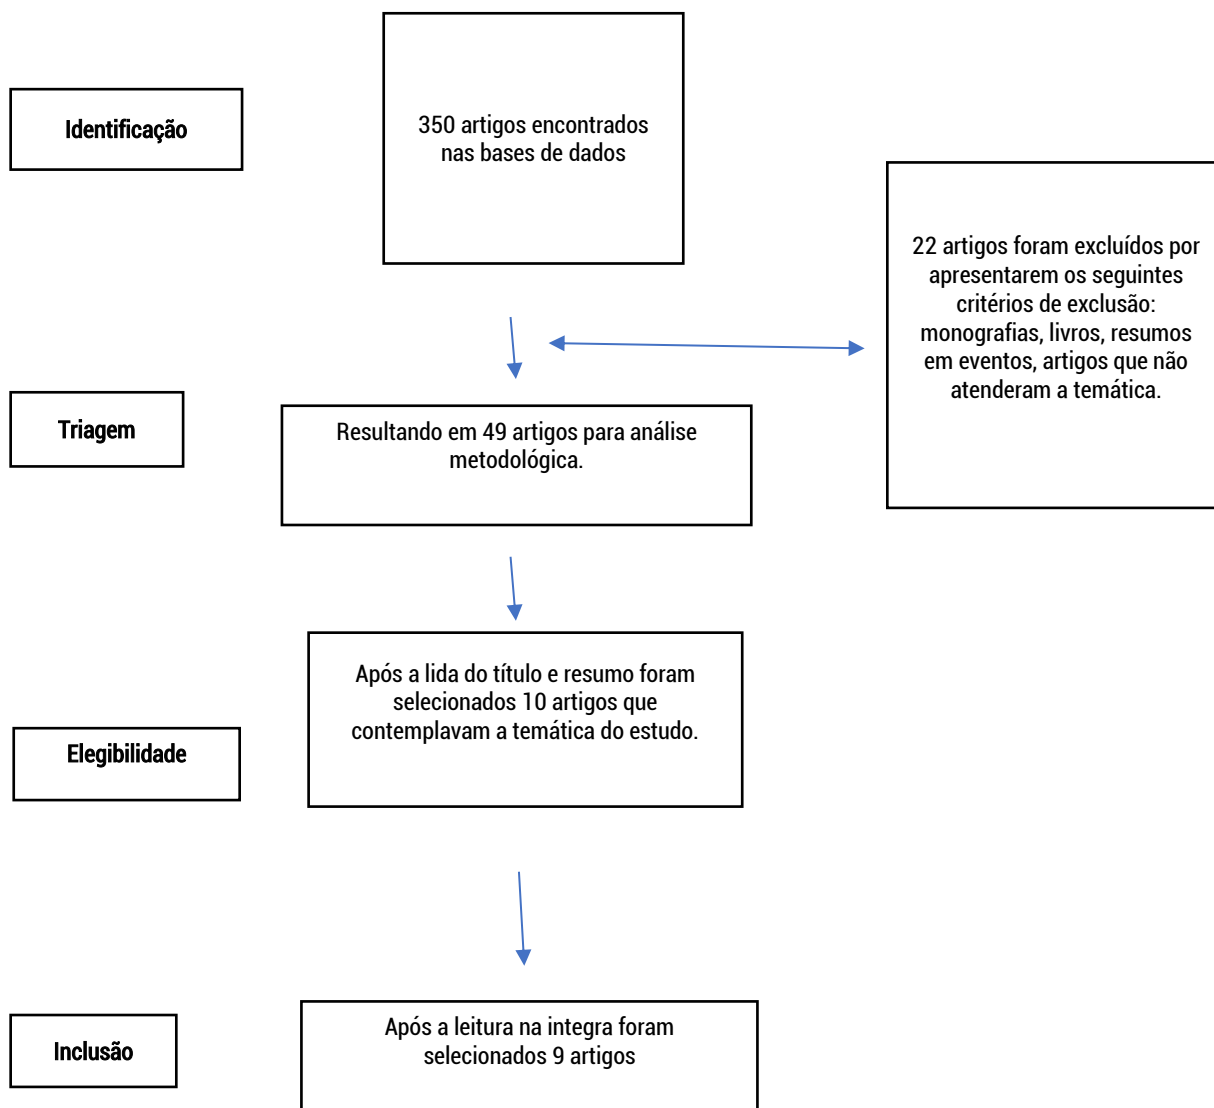 Identificação
350 artigos encontrados
nas bases de dados
22 artigos foram excluídos por
apresentarem os seguintes
critérios de exclusão:
monografias, livros, resumos
em eventos, artigos que não
atenderam a temática.
Triagem
Resultando em 49 artigos para análise
metodológica.
Após a lida do título e resumo foram
selecionados 10 artigos que
contemplavam a temática do estudo.
Elegibilidade
Inclusão
Após a leitura na integra foram
selecionados 9 artigos